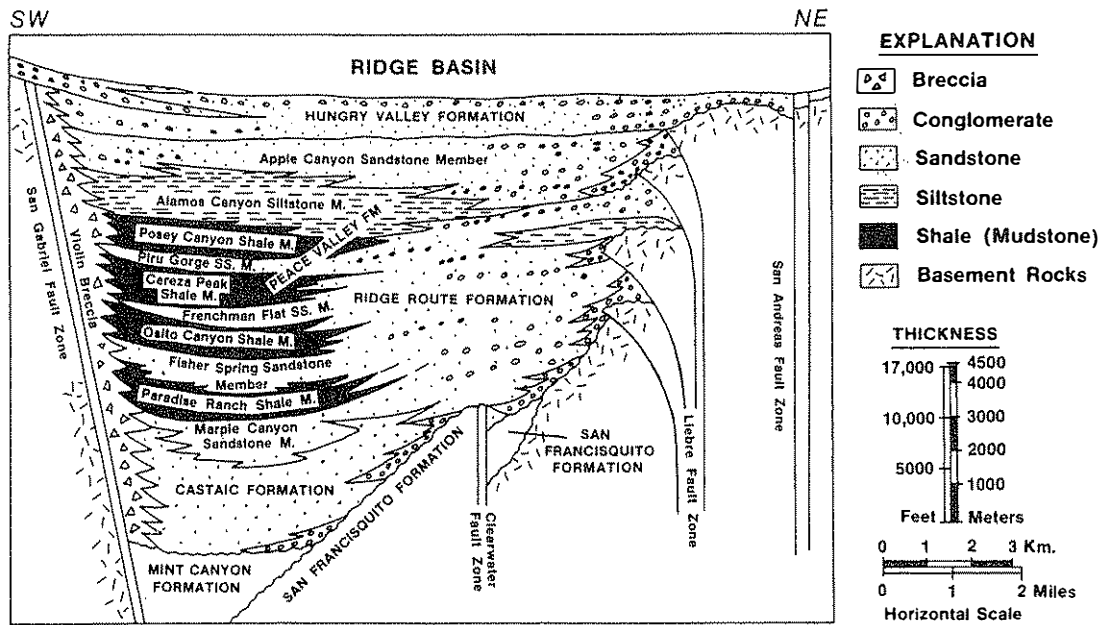 SW
NE
RIDGE BASIN
HUNGRY VALLEY FORMATION
Apple Canyon Sandstone Member
Alamos Canyon Siltstone M.
Posey Canyon Shale M.
Piru Gorge SS. M.
Cereza Peak
Shale M.
Frenchman Flat SS. M.
Osito Canyon Shale M.
Fisher Spring Sandstone
Member
Paradise Ranch Shale M.
Marple Canyon
Sandstone M.
PEACE VALLEY FM
RIDGE ROUTE FORMATION
CASTAIC FORMATION
MINT CANYON
FORMATION
SAN FRANCISQUITO FORMATION
SAN
FRANCISQUITO
FORMATION
San Gabriel Fault Zone
Violin Breccia
Clearwater
Fault Zone
Liebre Fault Zone
San Andreas Fault Zone
EXPLANATION
Breccia
Conglomerate
Sandstone
Siltstone
Shale (Mudstone)
Basement Rocks
THICKNESS
17,000
4500
4000
10,000
3000
2000
5000
1000
Feet
Meters
0 1 2 3 Km.
0 1 2 Miles
Horizontal Scale